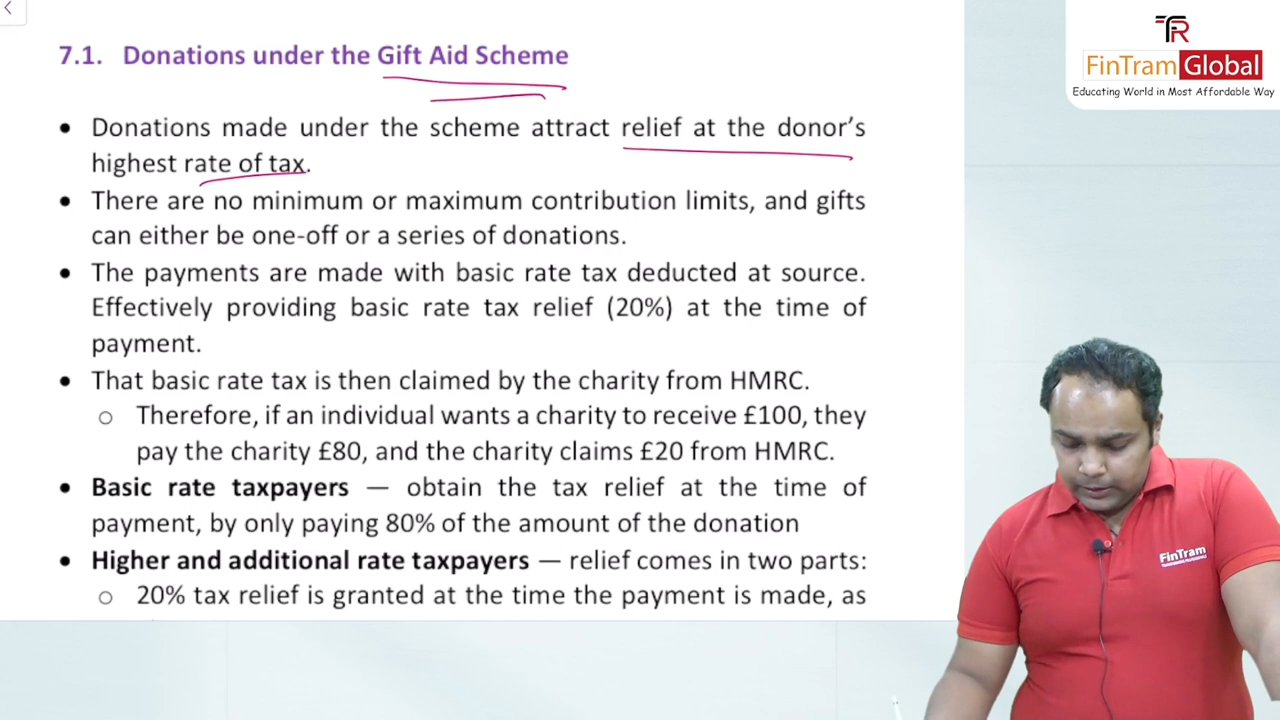 7.1. Donations under the Gift Aid Scheme
• Donations made under the scheme attract relief at the donor’s
highest rate of tax.
• There are no minimum or maximum contribution limits, and gifts
can either be one-off or a series of donations.
• The payments are made with basic rate tax deducted at source.
Effectively providing basic rate tax relief (20%) at the time of
payment.
• That basic rate tax is then claimed by the charity from HMRC.
o Therefore, if an individual wants a charity to receive £100, they
pay the charity £80, and the charity claims £20 from HMRC.
• Basic rate taxpayers — obtain the tax relief at the time of
payment, by only paying 80% of the amount of the donation
• Higher and additional rate taxpayers — relief comes in two parts:
o 20% tax relief is granted at the time the payment is made, as
FinTram Global
Educating World in Most Affordable Way
FinTram